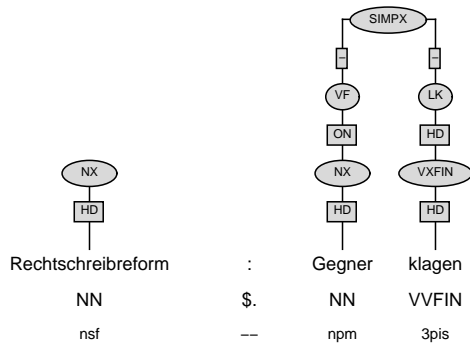 SIMPX
– –
VF LK
ON HD
NX NX VXFIN
HD HD HD
Rechtschreibreform : Gegner klagen
NN $. NN VVFIN
nsf –– npm 3pis